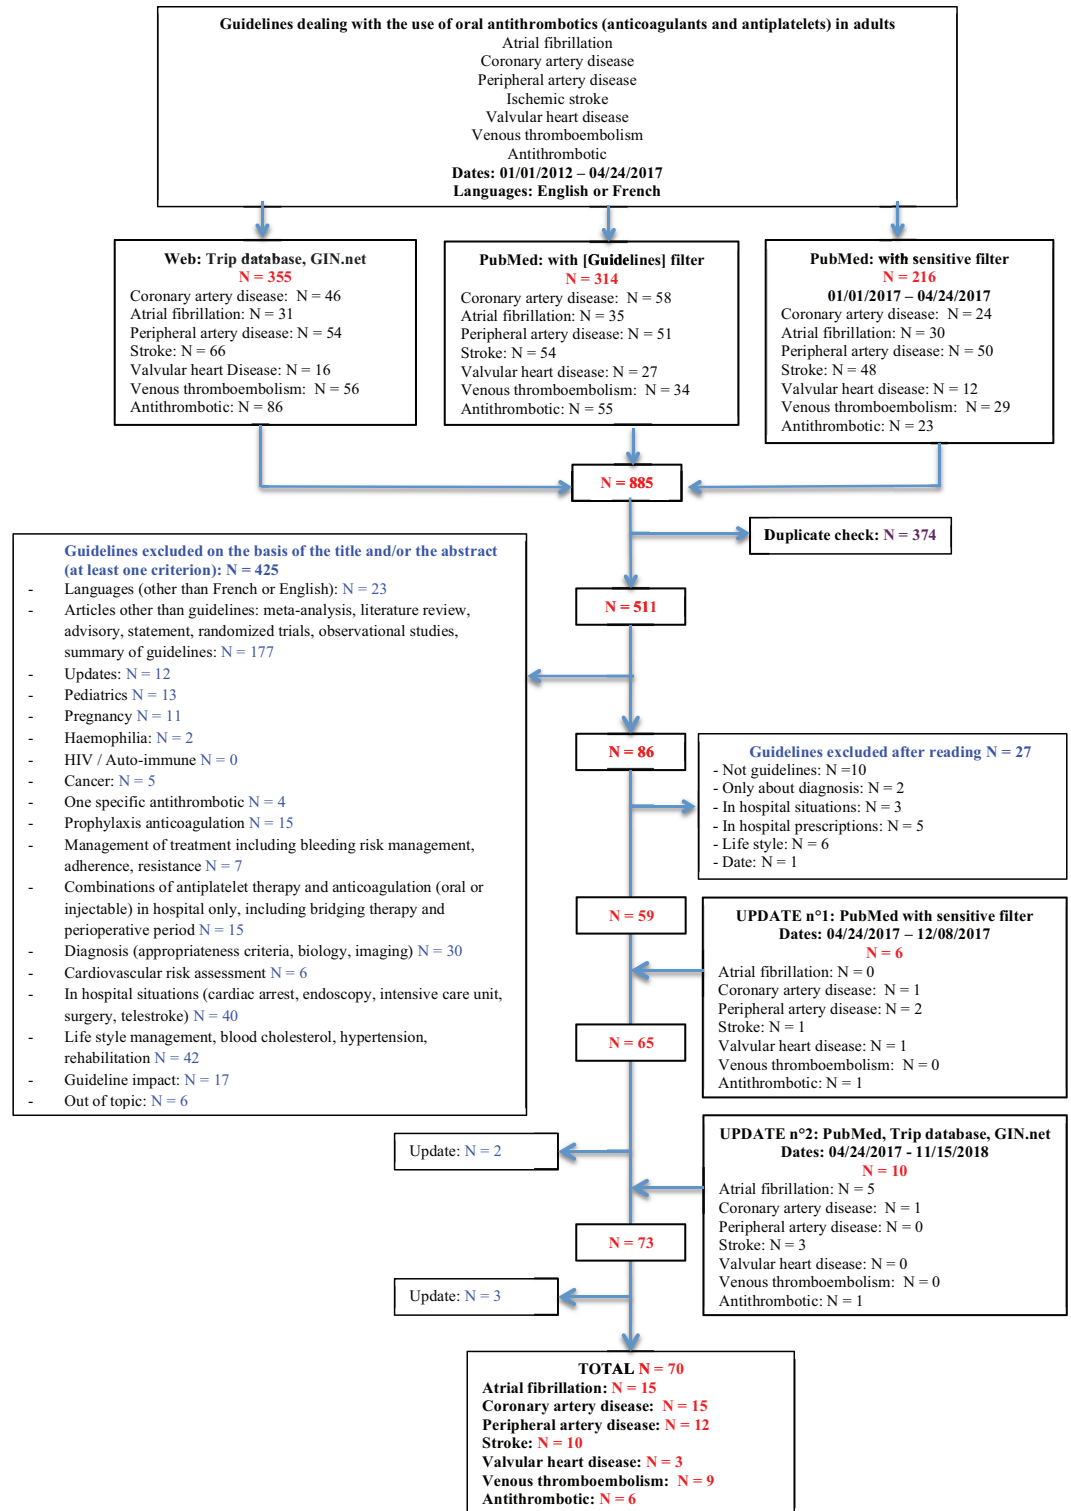 Guidelines dealing with the use of oral antithrombotics (anticoagulants and antiplatelets) in adults
Atrial fibrillation
Coronary artery disease
Peripheral artery disease
Ischemic stroke
Valvular heart disease
Venous thromboembolism
Antithrombotic
Dates: 01/01/2012 – 04/24/2017
Languages: English or French
Web: Trip database, GIN.net
N = 355
Coronary artery disease: N = 46
Atrial fibrillation: N = 31
Peripheral artery disease: N = 54
Stroke: N = 66
Valvular heart Disease: N = 16
Venous thromboembolism: N = 56
Antithrombotic: N = 86
PubMed: with [Guidelines] filter
N = 314
Coronary artery disease: N = 58
Atrial fibrillation: N = 35
Peripheral artery disease: N = 51
Stroke: N = 54
Valvular heart disease: N = 27
Venous thromboembolism: N = 34
Antithrombotic: N = 55
PubMed: with sensitive filter
N = 216
01/01/2017 – 04/24/2017
Coronary artery disease: N = 24
Atrial fibrillation: N = 30
Peripheral artery disease: N = 50
Stroke: N = 48
Valvular heart disease: N = 12
Venous thromboembolism: N = 29
Antithrombotic: N = 23
N = 885
Duplicate check: N = 374
Guidelines excluded on the basis of the title and/or the abstract
(at least one criterion): N = 425
- Languages (other than French or English): N = 23
- Articles other than guidelines: meta-analysis, literature review,
advisory, statement, randomized trials, observational studies,
summary of guidelines: N = 177
- Updates: N = 12
- Pediatrics: N = 13
- Pregnancy: N = 11
- Haemophilia: N = 2
- HIV / Auto-immune N = 0
- Cancer: N = 5
- One specific antithrombotic N = 4
- Prophylaxis anticoagulation N = 15
- Management of treatment including bleeding risk management,
adherence, resistance N = 7
- Combinations of antiplatelet therapy and anticoagulation (oral or
injectable) in hospital only, including bridging therapy and
perioperative period N = 15
- Diagnosis (appropriateness criteria, biology, imaging) N = 30
- Cardiovascular risk assessment N = 6
- In hospital situations (cardiac arrest, endoscopy, intensive care unit,
surgery, telestroke) N = 40
- Life style management, blood cholesterol, hypertension,
rehabilitation N = 42
- Guideline impact: N = 17
- Out of topic: N = 6
N = 511
N = 86
Guidelines excluded after reading N = 27
- Not guidelines: N =10
- Only about diagnosis: N = 2
- In hospital situations: N = 3
- In hospital prescriptions: N = 5
- Life style: N = 6
- Date: N = 1
N = 59
UPDATE n°1: PubMed with sensitive filter
Dates: 04/24/2017 – 12/08/2017
N = 6
Atrial fibrillation: N = 0
Coronary artery disease: N = 1
Peripheral artery disease: N = 2
Stroke: N = 1
Valvular heart disease: N = 1
Venous thromboembolism: N = 0
Antithrombotic: N = 1
N = 65
Update: N = 2
UPDATE n°2: PubMed, Trip database, GIN.net
Dates: 04/24/2017 - 11/15/2018
N = 10
Atrial fibrillation: N = 5
Coronary artery disease: N = 1
Peripheral artery disease: N = 0
Stroke: N = 3
Valvular heart disease: N = 0
Venous thromboembolism: N = 0
Antithrombotic: N = 1
N = 73
Update: N = 3
TOTAL N = 70
Atrial fibrillation: N = 15
Coronary artery disease: N = 15
Peripheral artery disease: N = 12
Stroke: N = 10
Valvular heart disease: N = 3
Venous thromboembolism: N = 9
Antithrombotic: N = 6